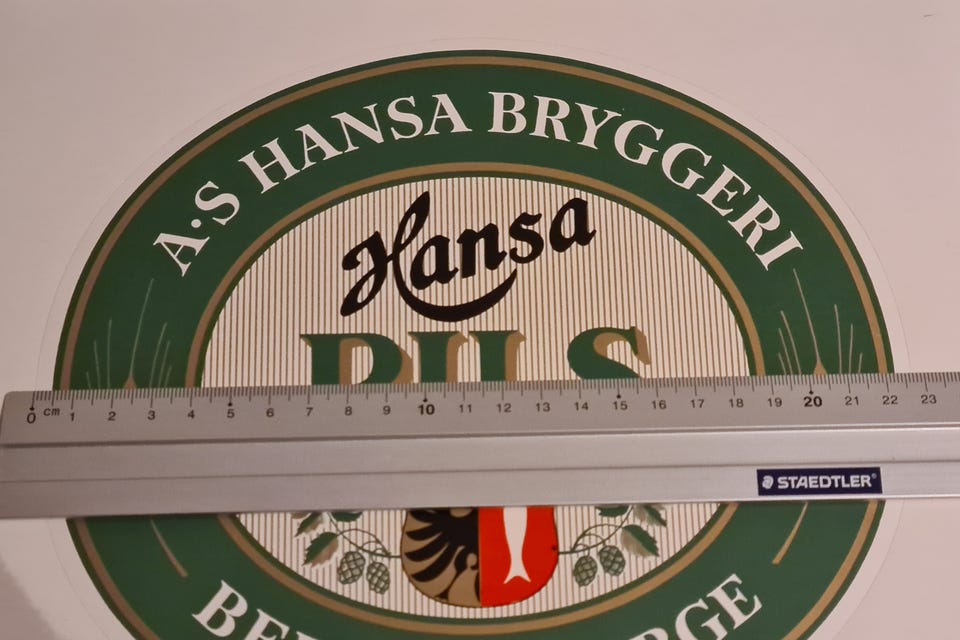 A·S HANSA BRYGGERI
Hansa
PILS
0 cm 1 2 3 4 5 6 7 8 9 10 11 12 13 14 15 16 17 18 19 20 21 22 23
STAEDTLER®